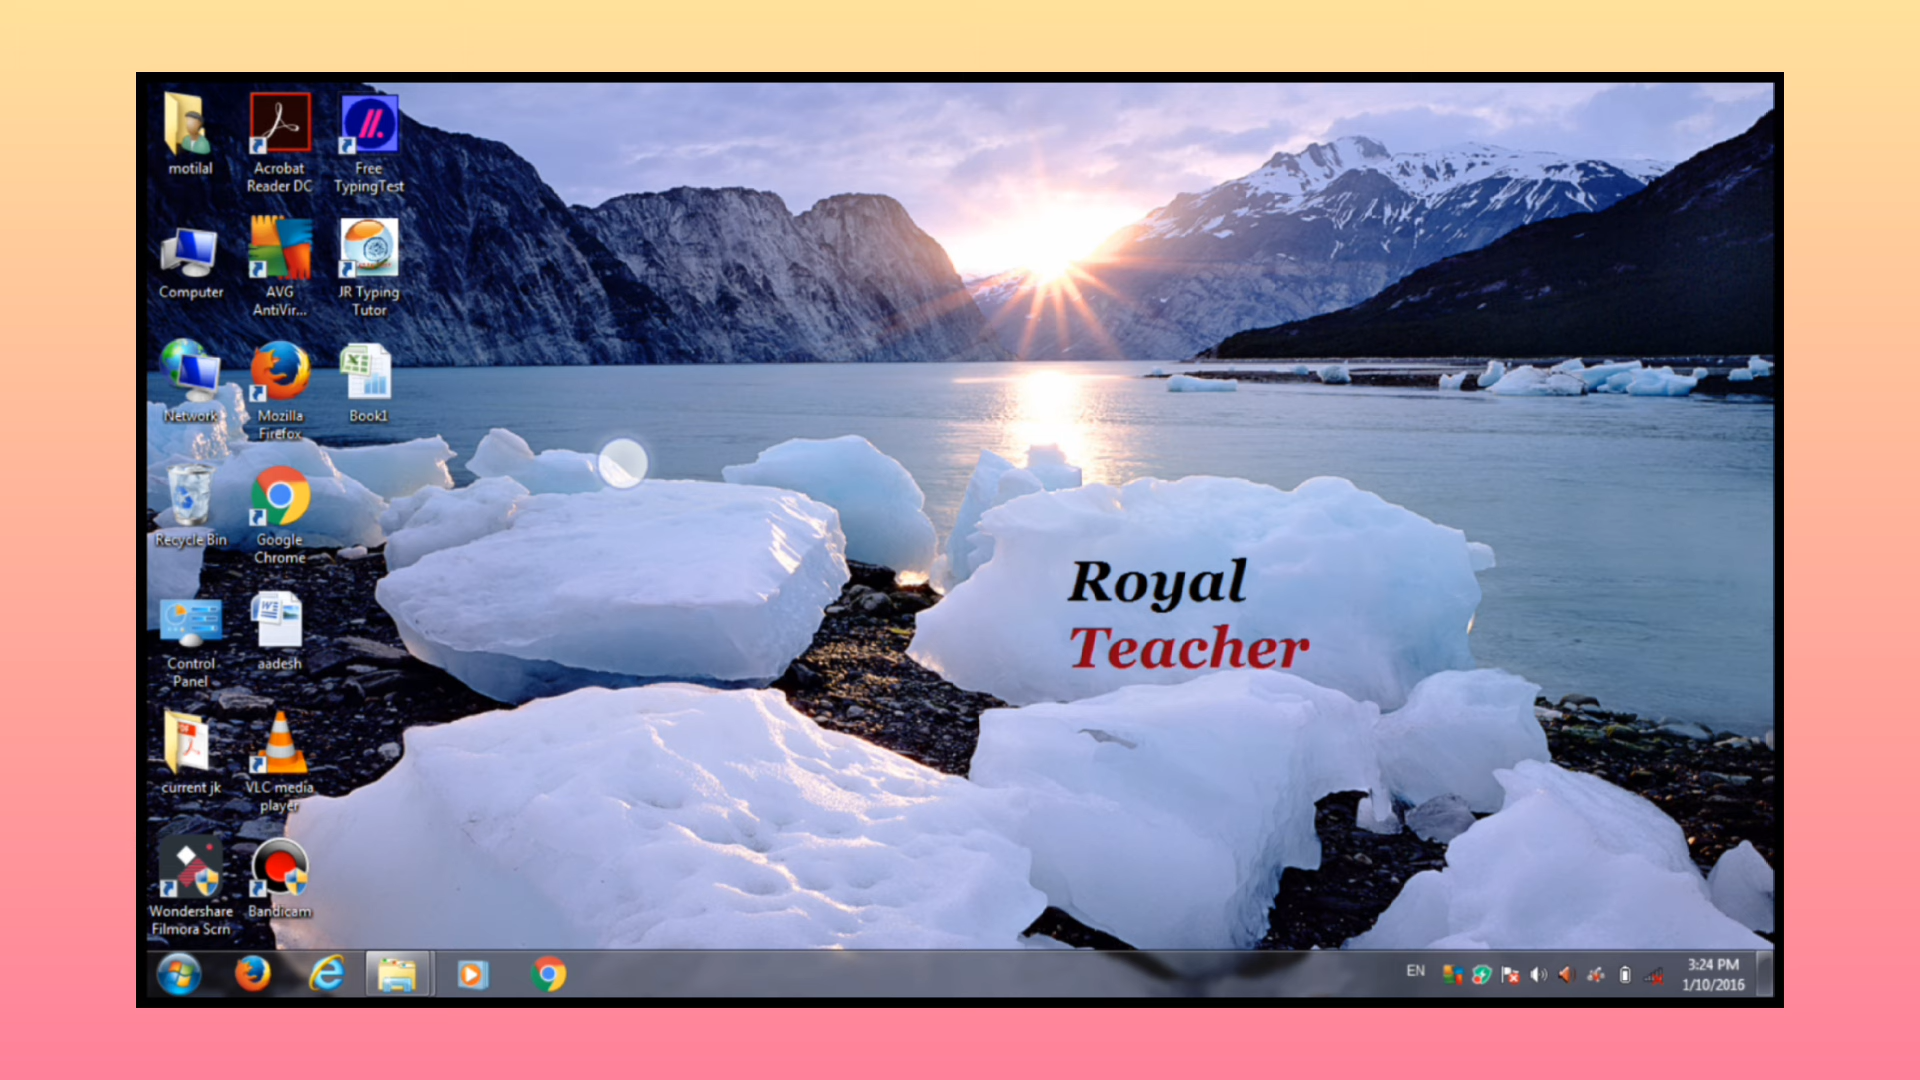 motilal
Acrobat
Reader DC
Free
TypingTest
Computer
AVG
AntiVir...
JR Typing
Tutor
Network
Mozilla
Firefox
Book1
Recycle Bin
Google
Chrome
Control
Panel
aadesh
current jk
VLC media
player
Wondershare
Filmora Scrn
Bandicam
Royal
Teacher
EN
3:24 PM
1/10/2016